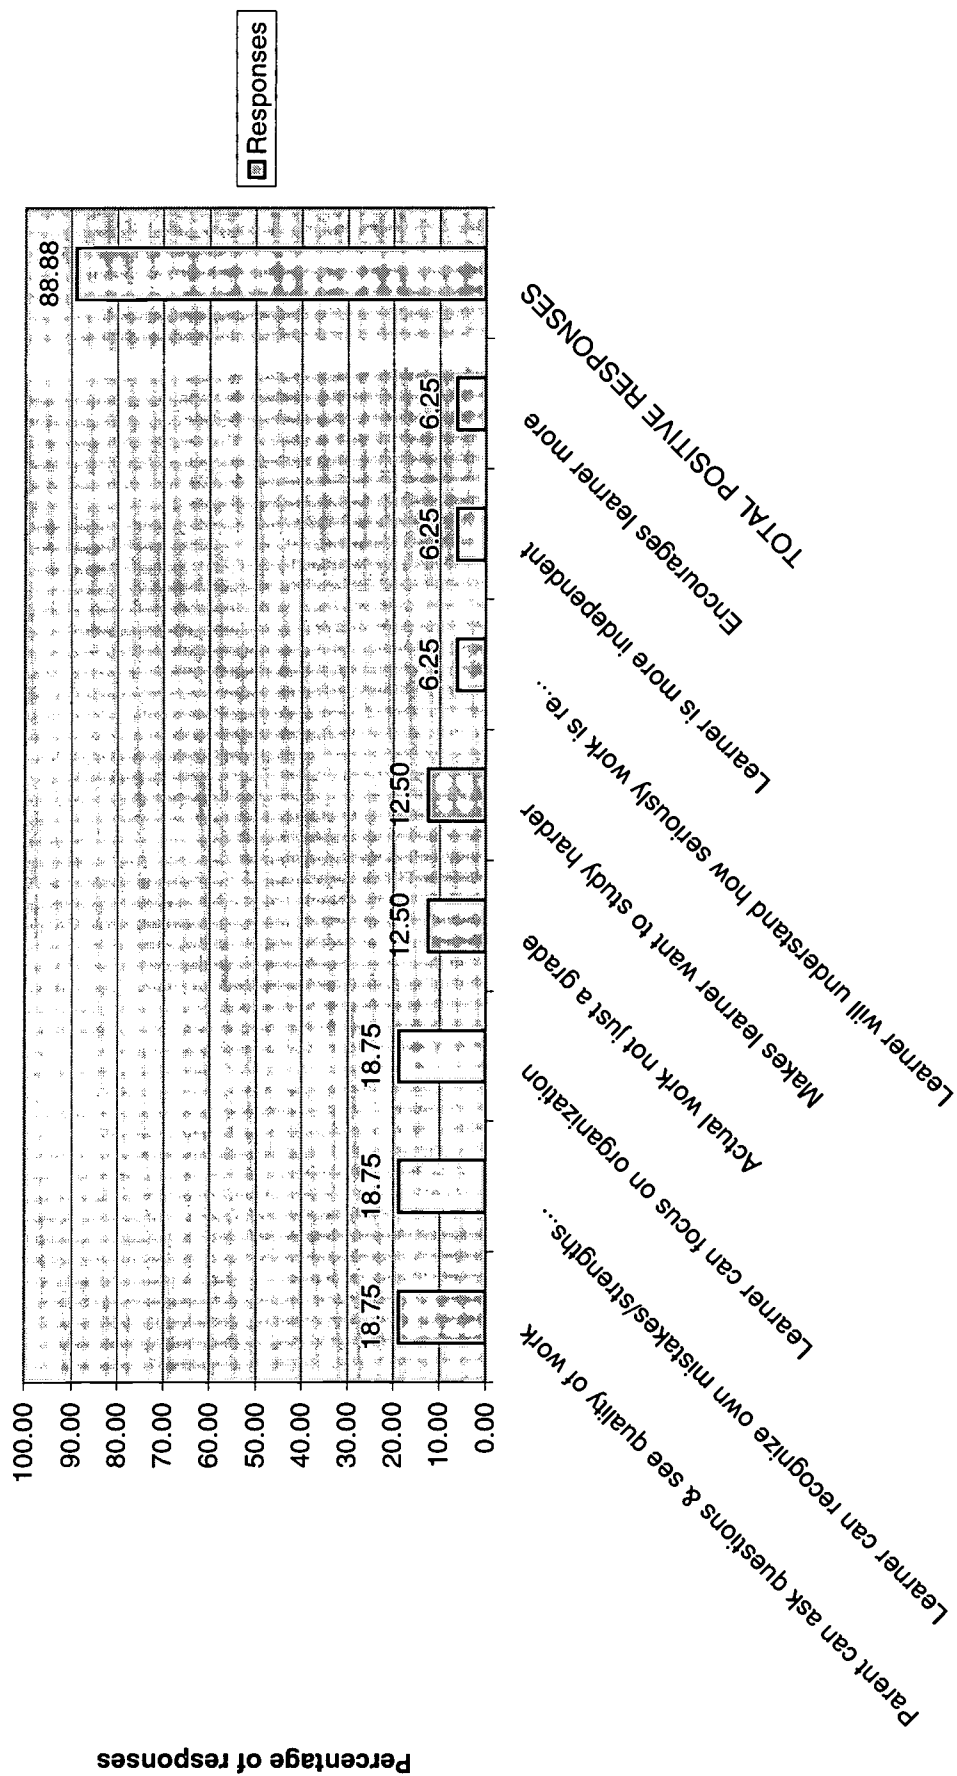 Percentage of responses
100.00
90.00
80.00
70.00
60.00
50.00
40.00
30.00
20.00
10.00
0.00
18.75
18.75
18.75
12.50
12.50
6.25
6.25
6.25
88.88
Parent can ask questions & see quality of work
Learner can recognize own mistakes/strengths...
Learner can focus on organization
Actual work not just a grade
Makes learner want to study harder
Learner will understand how seriously work is re...
Learner is more independent
Encourages learner more
TOTAL POSITIVE RESPONSES
Responses